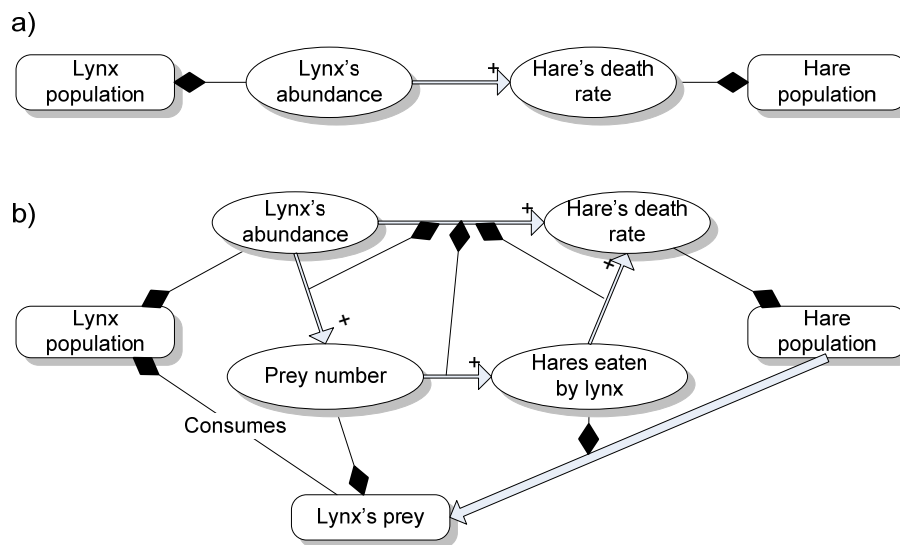 a)
Lynx
population
Lynx's
abundance
+
Hare's death
rate
Hare
population
b)
Lynx's
abundance
+
Hare's death
rate
+
+
Lynx
population
Hare
population
Prey number
+
Hares eaten
by lynx
Consumes
Lynx's prey